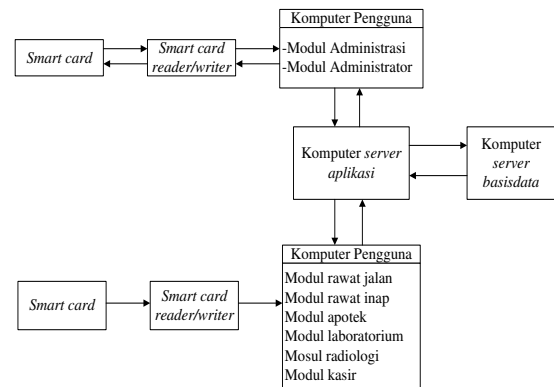 Komputer Pengguna
Smart card
Smart card
reader/writer
-Modul Administrasi
-Modul Administrator
Komputer server
aplikasi
Komputer
server
basisdata
Komputer Pengguna
Smart card
Smart card
reader/writer
Modul rawat jalan
Modul rawat inap
Modul apotek
Modul laboratorium
Mosul radiologi
Modul kasir